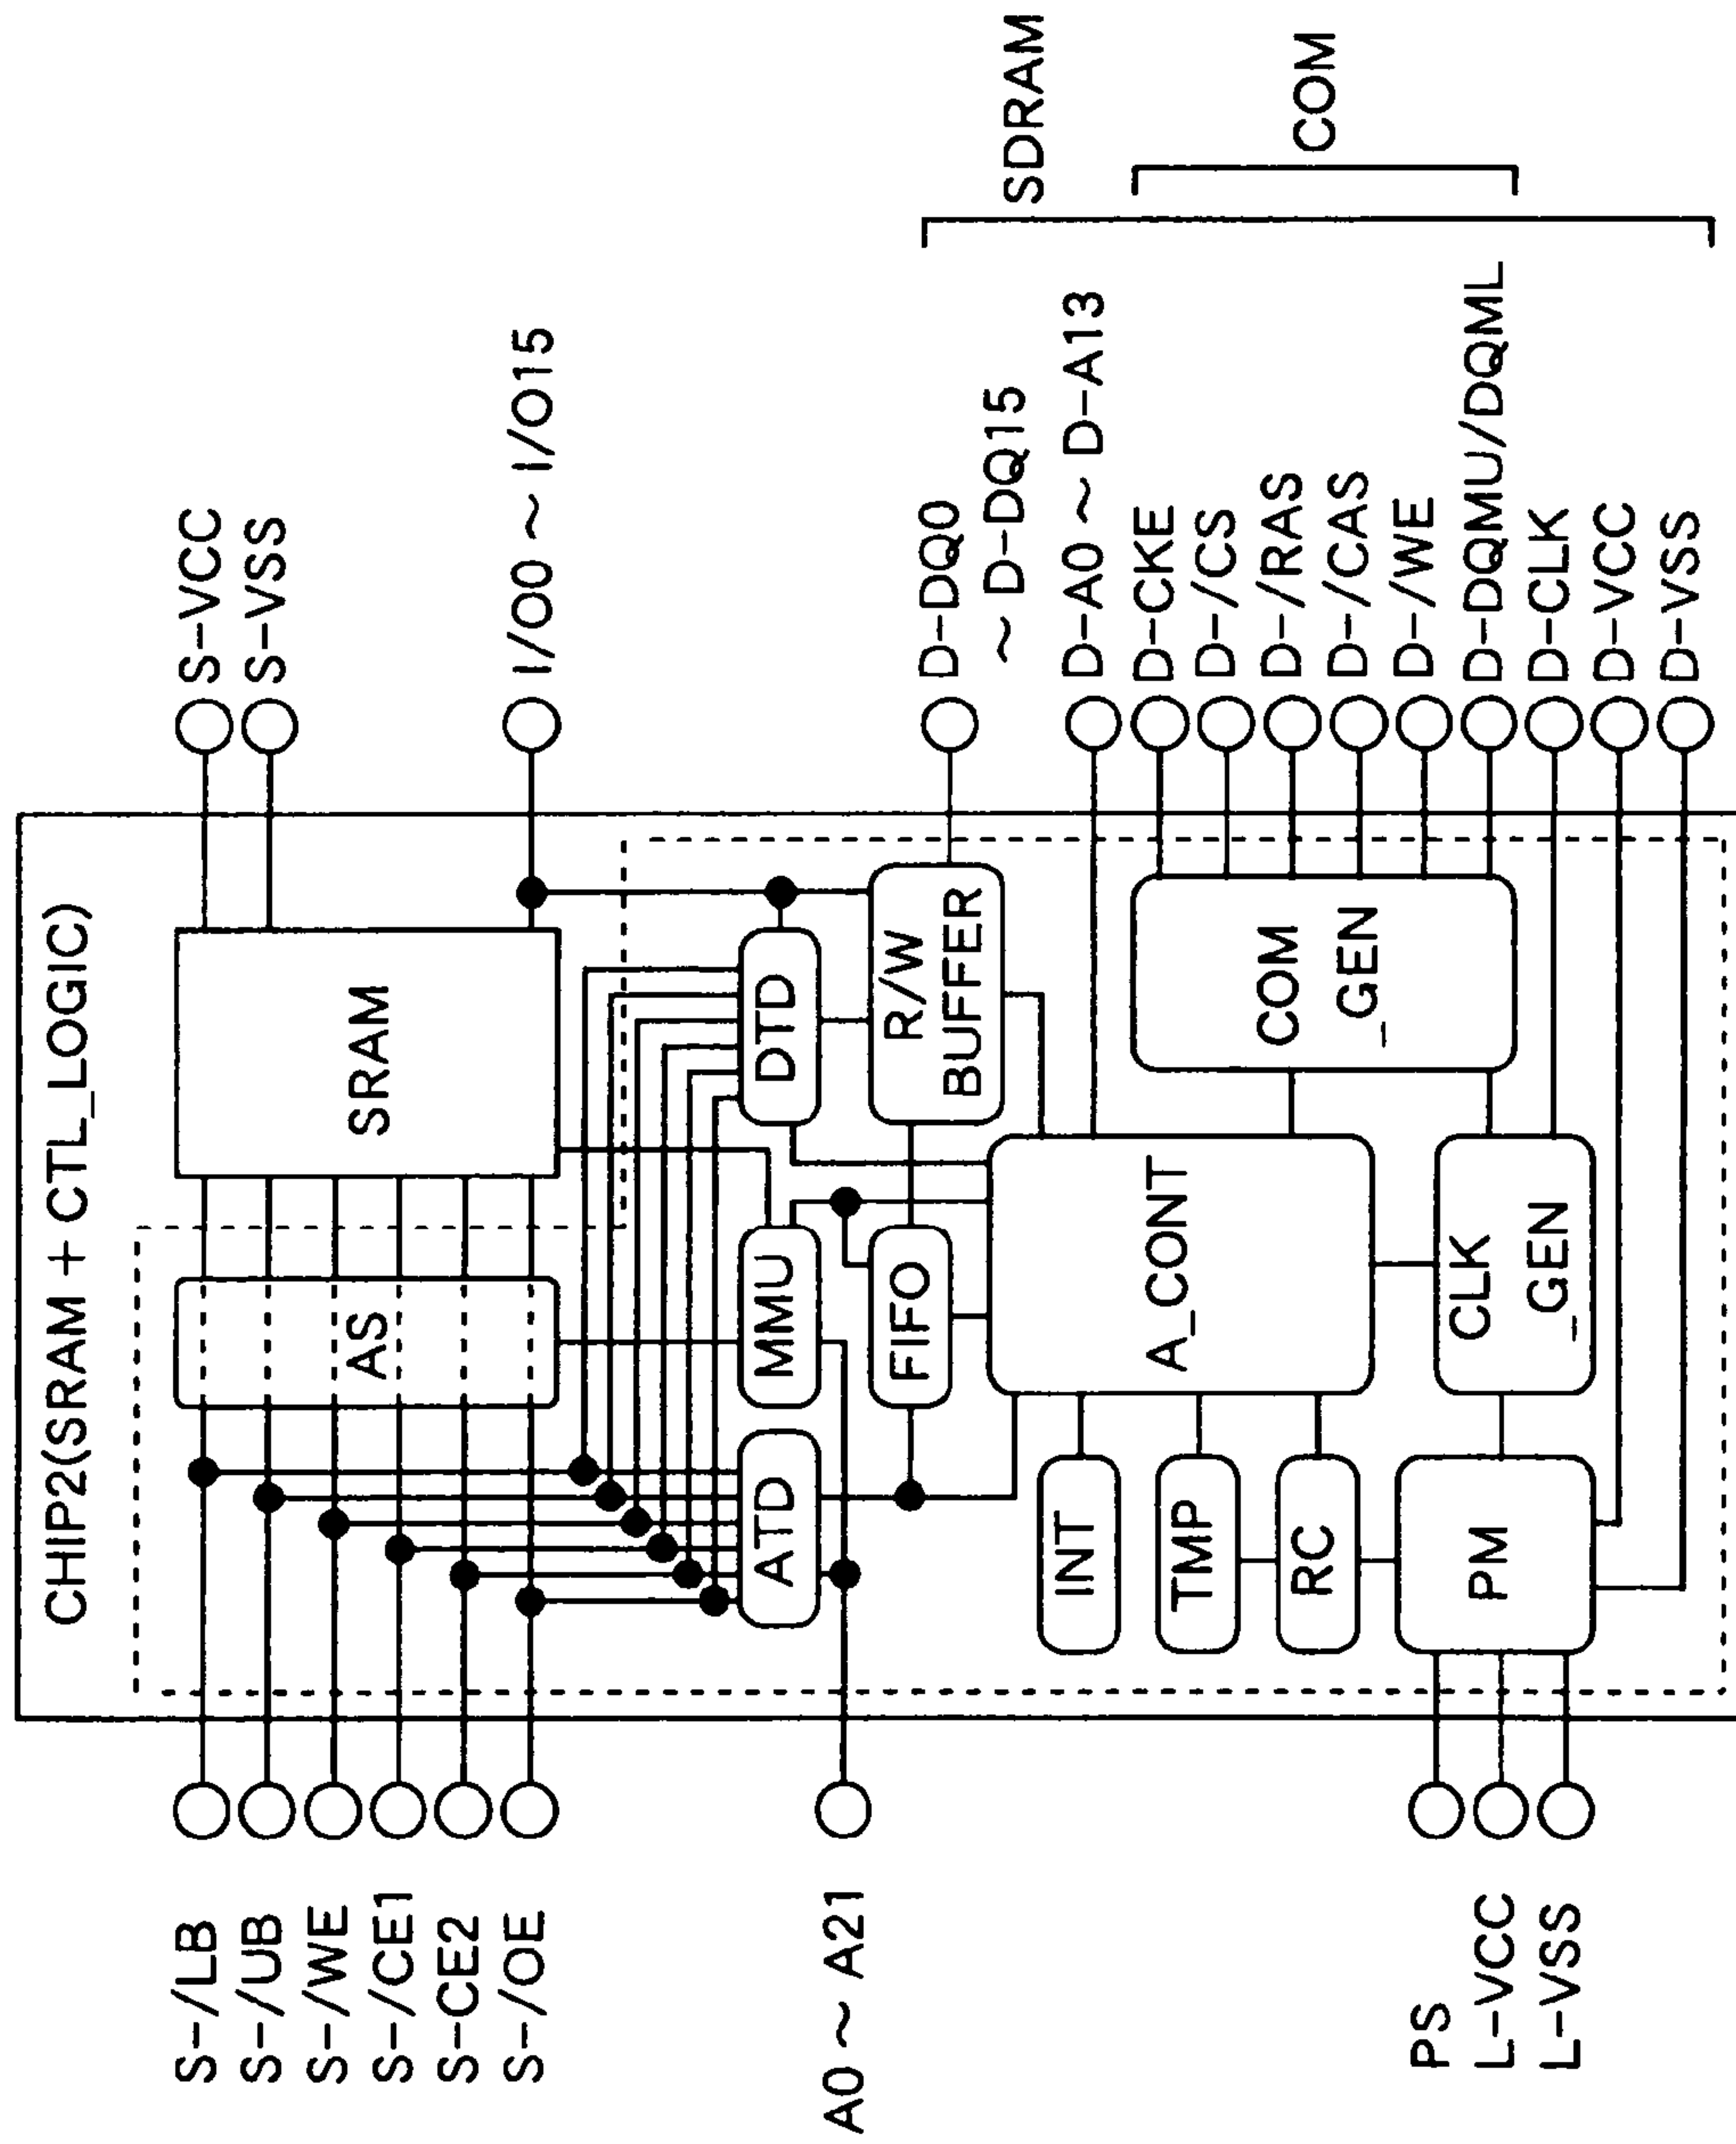 CHIP2(SRAM + CTL_LOGIC)
S-/LB
S-/UB
S-/WE
S-/CE1
S-CE2
S-/OE
A0 ~ A21
PS
L-VCC
L-VSS
AS
SRAM
ATD
MMU
DTD
FIFO
R/W
BUFFER
INT
TMP
RC
PM
A_CONT
CLK
_GEN
COM
_GEN
S-VCC
S-VSS
I/O0 ~ I/O15
D-DQ0
~ D-DQ15
D-A0 ~ D-A13
D-CKE
D-/CS
D-/RAS
D-/CAS
D-/WE
D-DQMU/DQML
D-CLK
D-VCC
D-VSS
SDRAM
COM